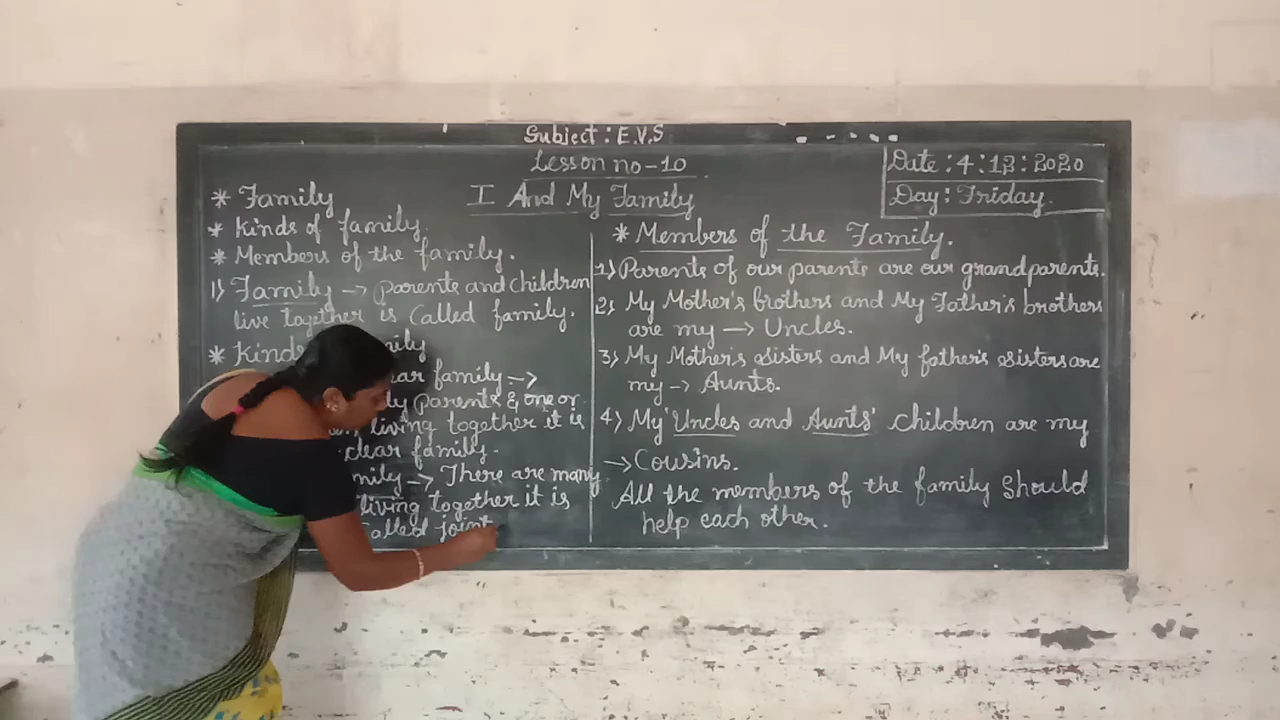 Subject : E.V.S
Lesson no-10
I And My Family
Date : 4 : 12 : 2020
Day : Friday.
* Family
* Kinds of family.
* Members of the family.
1) Family → Parents and Children
live together is Called family.
* Kinds
family.→
Parents & one or
living together it is
family.
→ There are many
living together it is
Called joint
* Members of the Family.
1) Parents of our parents are our grandparents.
2) My Mother's brothers and My Father's brothers
are my → Uncles.
3) My Mother's sisters and My father's sisters are
my → Aunts.
4) My 'Uncles and Aunts' children are my
→ Cousins.
All the members of the family should
help each other.